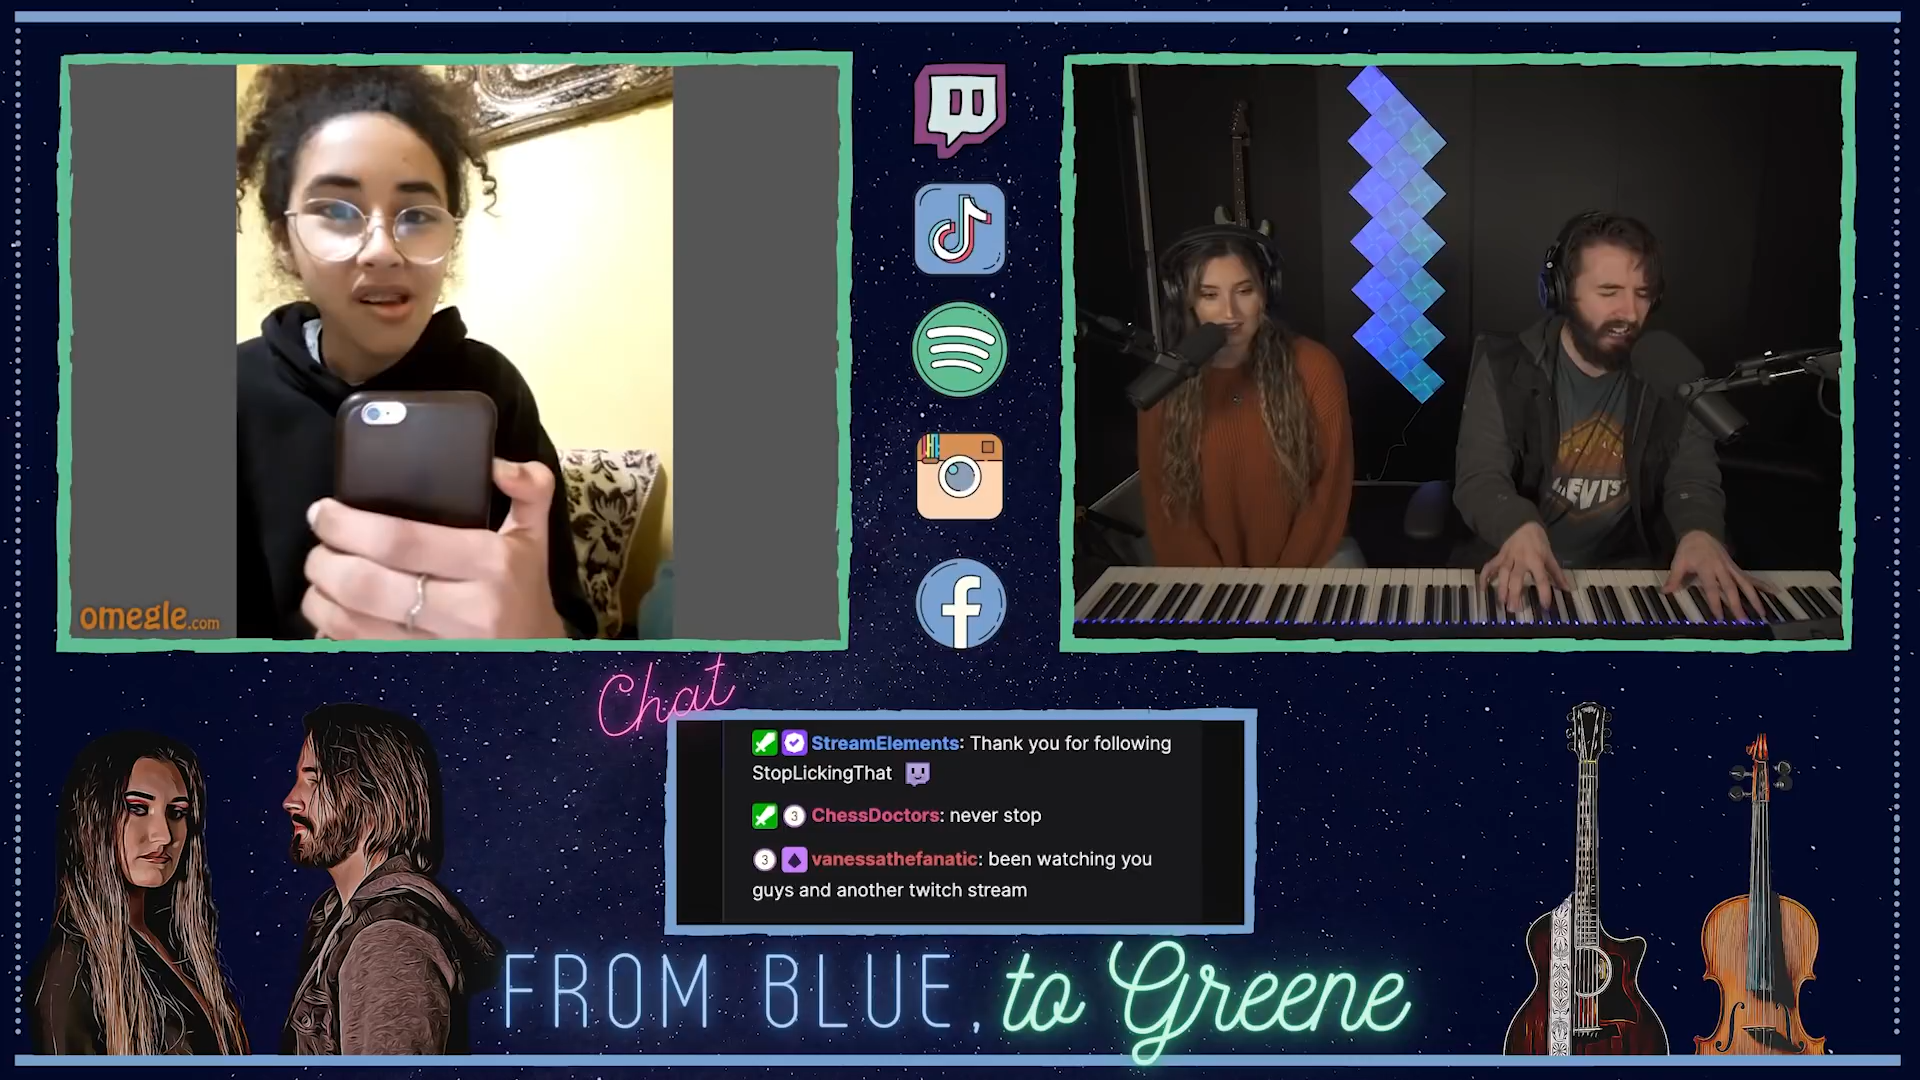 omegle.com
LEVI'S
Chat
StreamElements: Thank you for following
StopLickingThat
3 ChessDoctors: never stop
3 vanessathefanatic: been watching you
guys and another twitch stream
FROM BLUE, to Greene